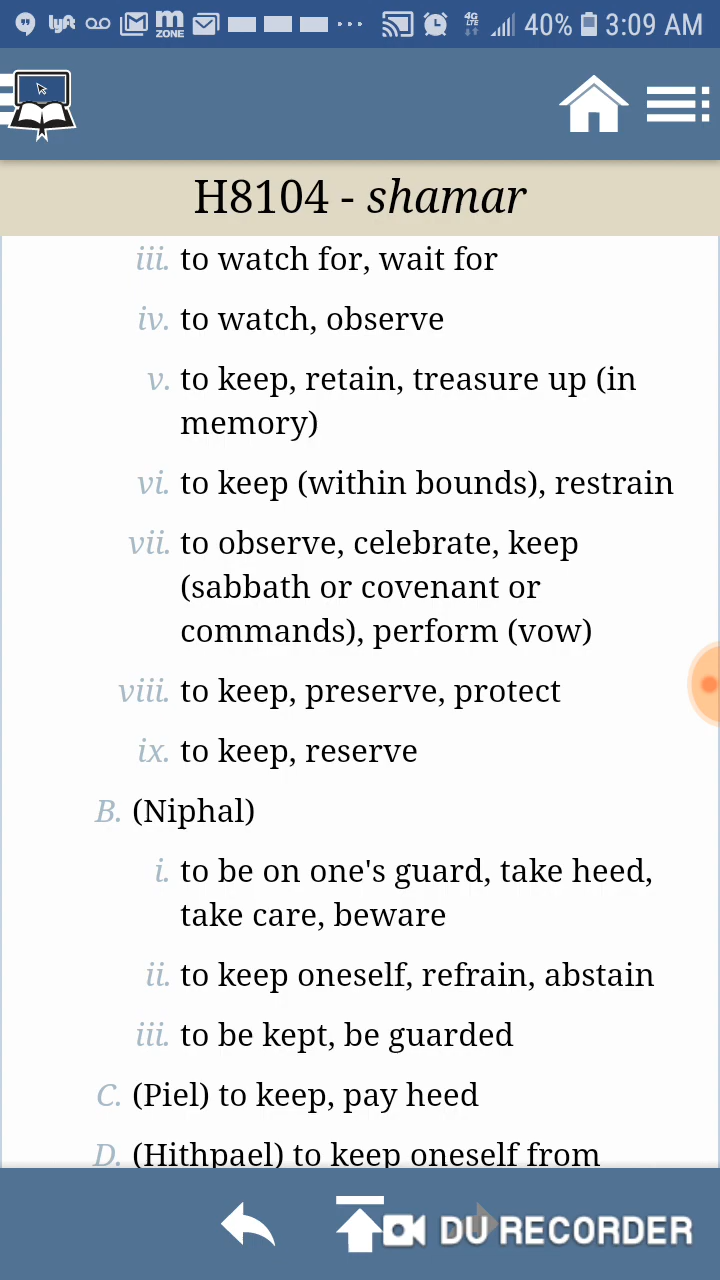 lyft M m ZONE 4G LTE 40% 3:09 AM
H8104 - shamar
iii. to watch for, wait for
iv. to watch, observe
v. to keep, retain, treasure up (in
memory)
vi. to keep (within bounds), restrain
vii. to observe, celebrate, keep
(sabbath or covenant or
commands), perform (vow)
viii. to keep, preserve, protect
ix. to keep, reserve
B. (Niphal)
i. to be on one's guard, take heed,
take care, beware
ii. to keep oneself, refrain, abstain
iii. to be kept, be guarded
C. (Piel) to keep, pay heed
D. (Hithpael) to keep oneself from
DU RECORDER